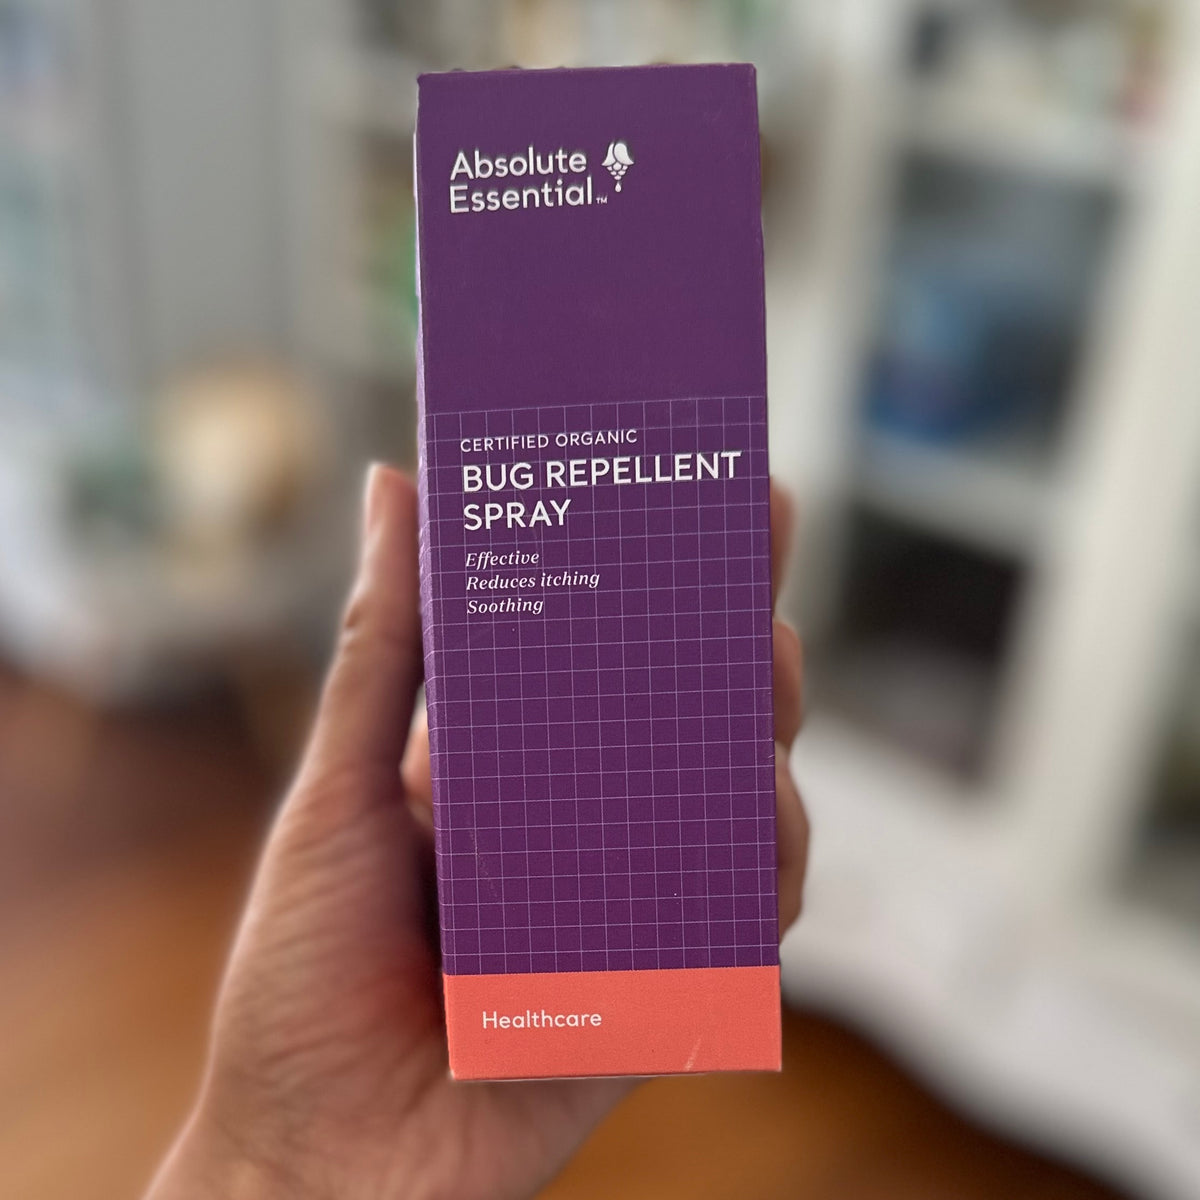 Absolute
Essential™
CERTIFIED ORGANIC
BUG REPELLENT
SPRAY
Effective
Reduces itching
Soothing
Healthcare